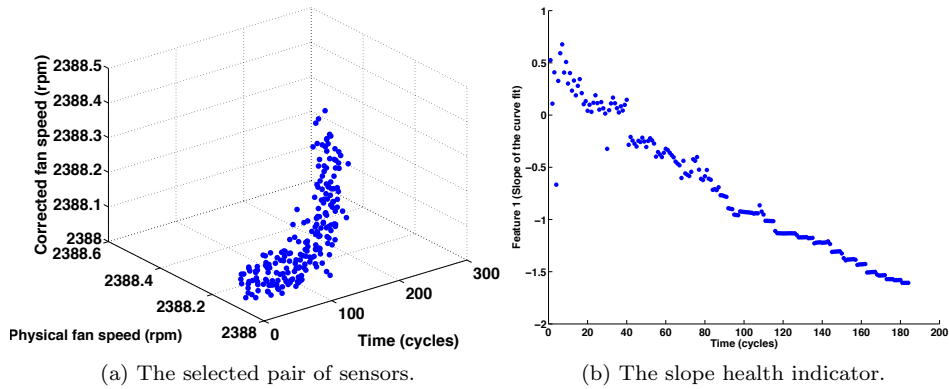 2388.5
2388.4
2388.3
2388.2
2388.1
2388
2388.6
2388.4
2388.2
2388
0
100
200
300
Corrected fan speed (rpm)
Physical fan speed (rpm)
Time (cycles)
(a) The selected pair of sensors.
1
0.5
0
−0.5
−1
−1.5
−2
0 20 40 60 80 100 120 140 160 180 200
Feature 1 (Slope of the curve fit)
Time (cycles)
(b) The slope health indicator.